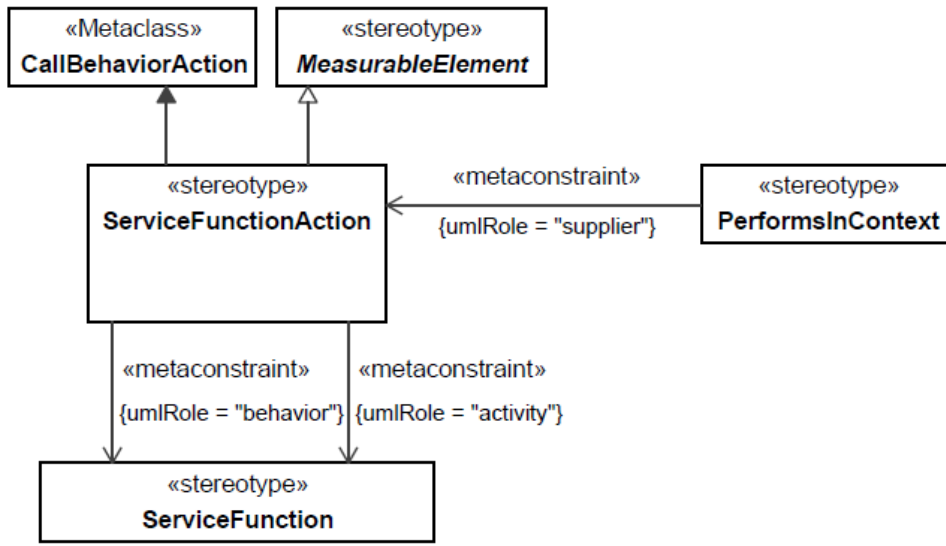 «Metaclass»
CallBehaviorAction
«stereotype»
MeasurableElement
«stereotype»
ServiceFunctionAction
«metaconstraint»
{umlRole = "supplier"}
«stereotype»
PerformsInContext
«metaconstraint»
{umlRole = "behavior"}
«metaconstraint»
{umlRole = "activity"}
«stereotype»
ServiceFunction